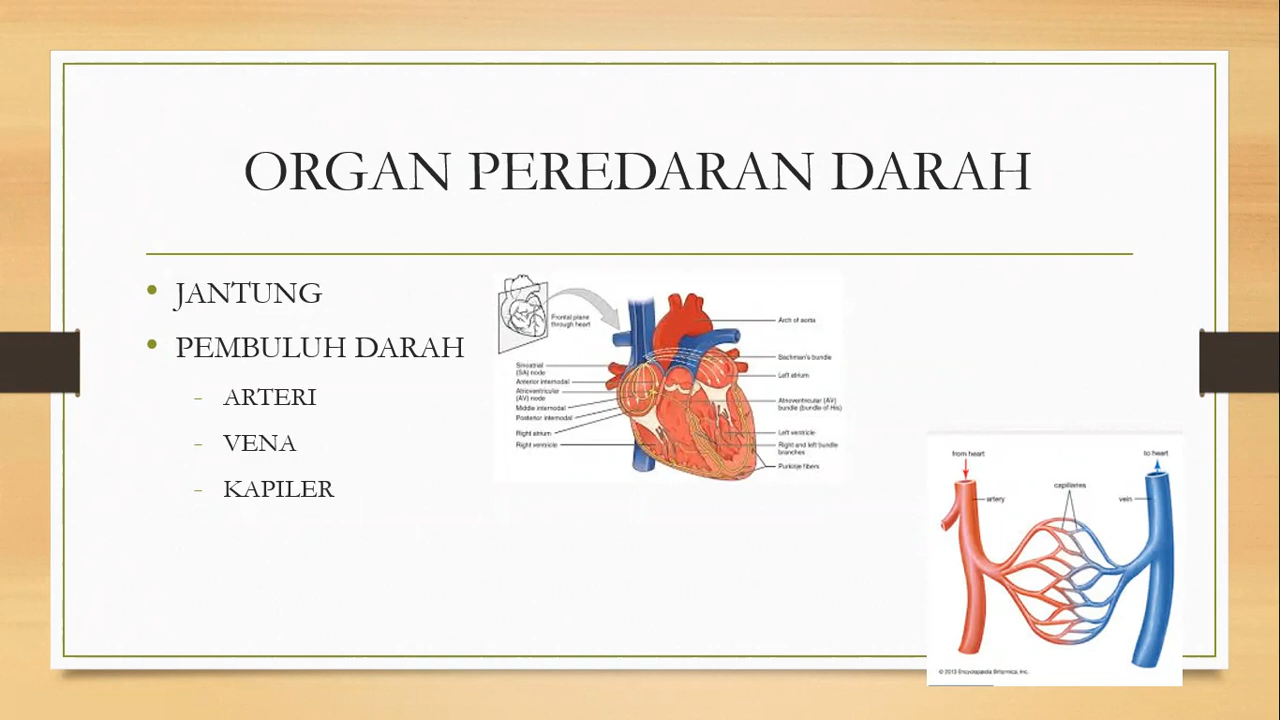 ORGAN PEREDARAN DARAH
• JANTUNG
• PEMBULUH DARAH
- ARTERI
- VENA
- KAPILER
Frontal plane
through heart
Sinoatrial
(SA) node
Anterior internodal
Atrioventricular
(AV) node
Middle internodal
Posterior internodal
Right atrium
Right ventricle
Arch of aorta
Bachman's bundle
Left atrium
Atrioventricular (AV)
bundle (bundle of His)
Left ventricle
Right and left bundle
branches
Purkinje fibers
from heart
to heart
capillaries
artery
vein
© 2013 Encyclopædia Britannica, Inc.